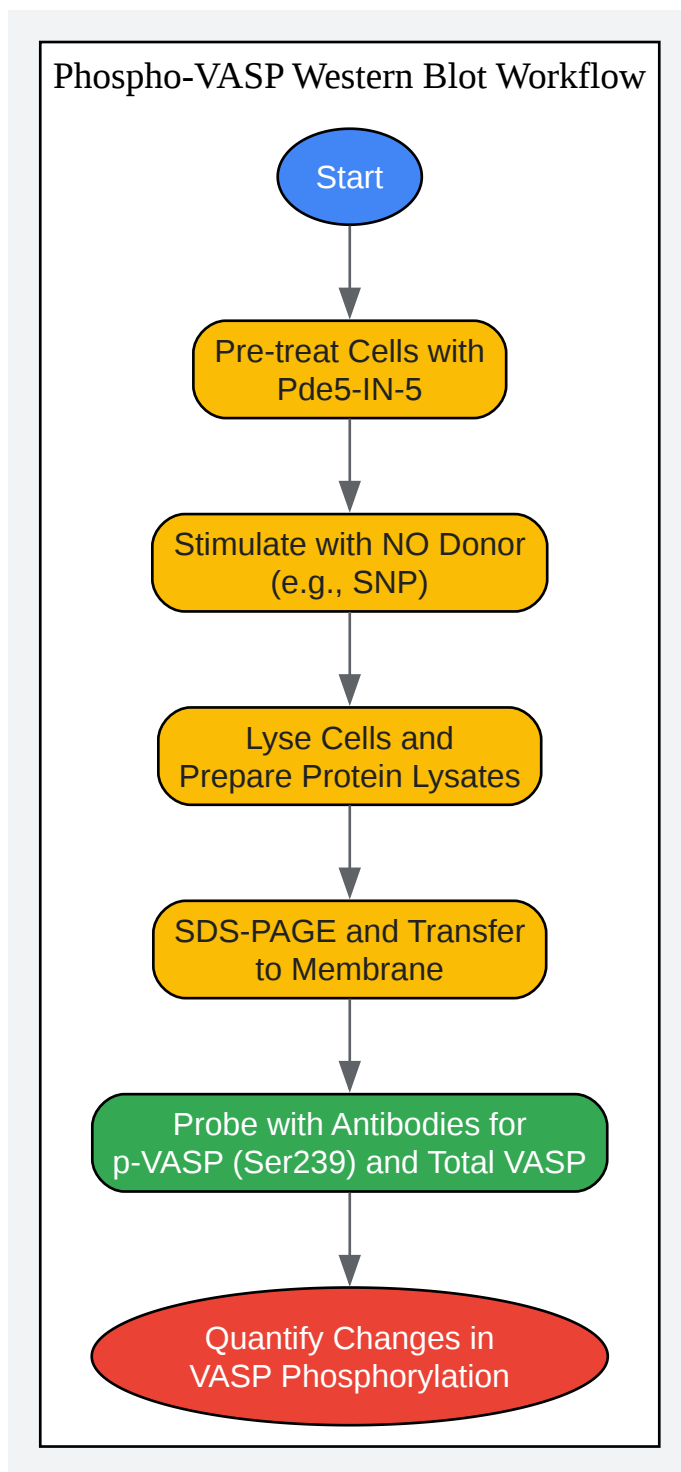 Phospho-VASP Western Blot Workflow
Start
Pre-treat Cells with
Pde5-IN-5
Stimulate with NO Donor
(e.g., SNP)
Lyse Cells and
Prepare Protein Lysates
SDS-PAGE and Transfer
to Membrane
Probe with Antibodies for
p-VASP (Ser239) and Total VASP
Quantify Changes in
VASP Phosphorylation